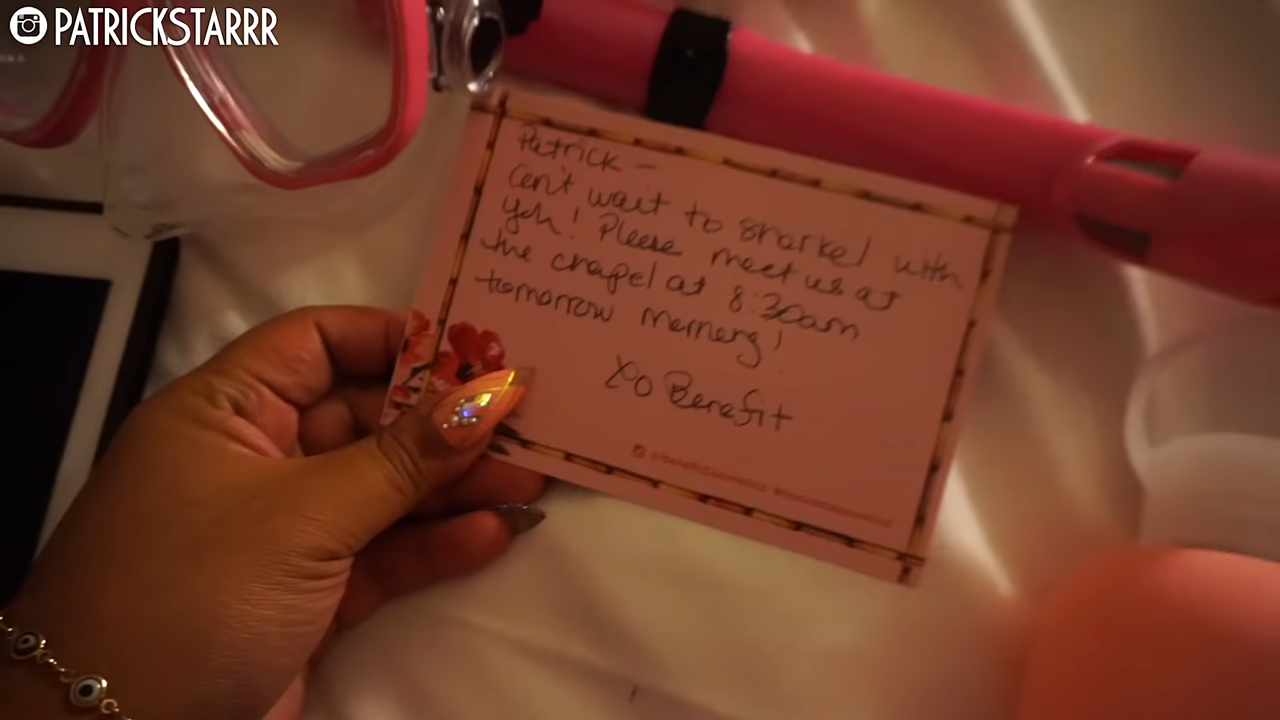 PATRICKSTARRR
Patrick -
Can't wait to snorkel with
you! Please meet us at
the chapel at 8:30am
tomorrow morning!
XO Benefit
@benefitcosmetics